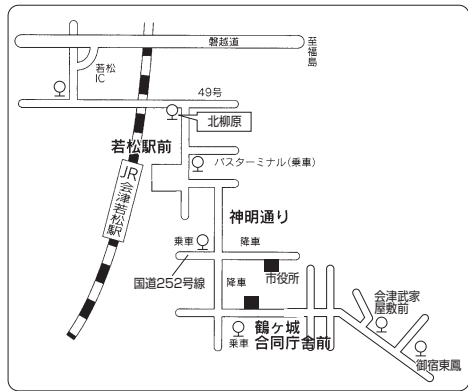 磐越道
至福島
若松
IC
49号
北柳原
若松駅前
バスターミナル(乗車)
JR会津若松駅
神明通り
乗車
降車
国道252号線
市役所
降車
鶴ヶ城
合同庁舎前
乗車
会津武家
屋敷前
御宿東鳳